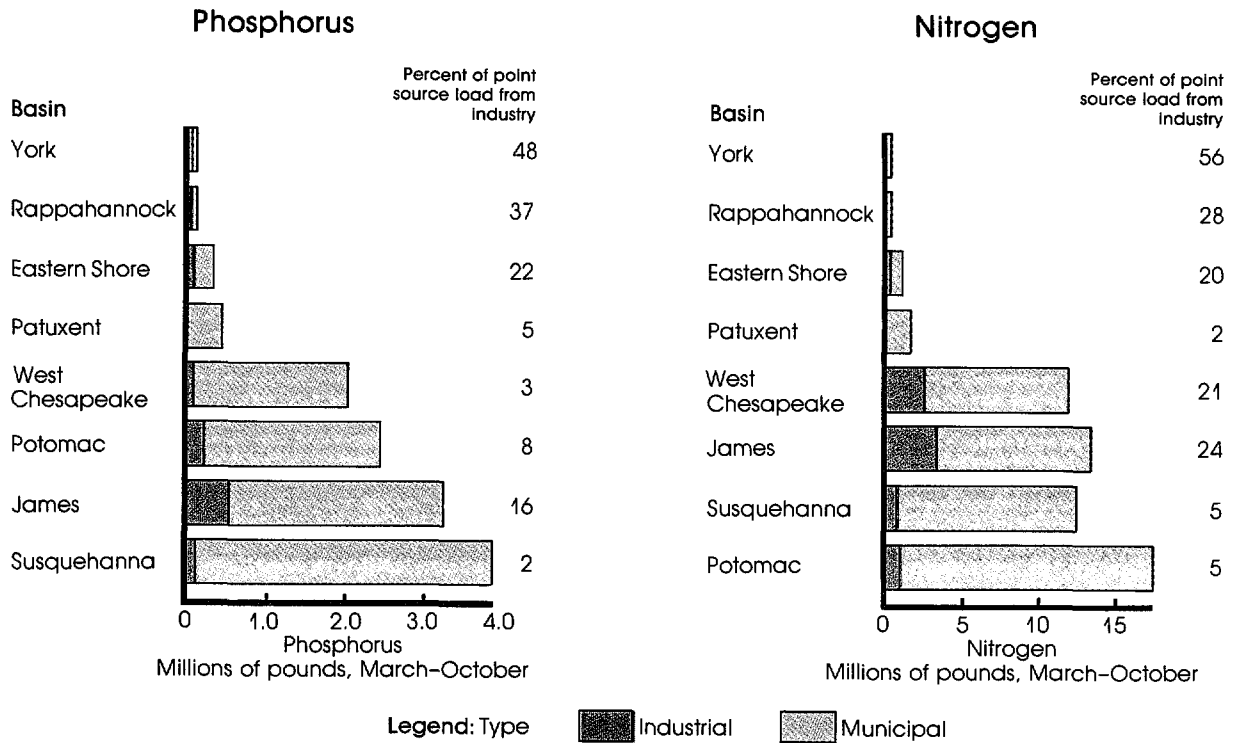 Phosphorus
Basin
Percent of point
source load from
industry
York 48
Rappahannock 37
Eastern Shore 22
Patuxent 5
West
Chesapeake 3
Potomac 8
James 16
Susquehanna 2
0 1.0 2.0 3.0 4.0
Phosphorus
Millions of pounds, March–October
Nitrogen
Basin
Percent of point
source load from
industry
York 56
Rappahannock 28
Eastern Shore 20
Patuxent 2
West
Chesapeake 21
James 24
Susquehanna 5
Potomac 5
0 5 10 15
Nitrogen
Millions of pounds, March–October
Legend: Type Industrial Municipal